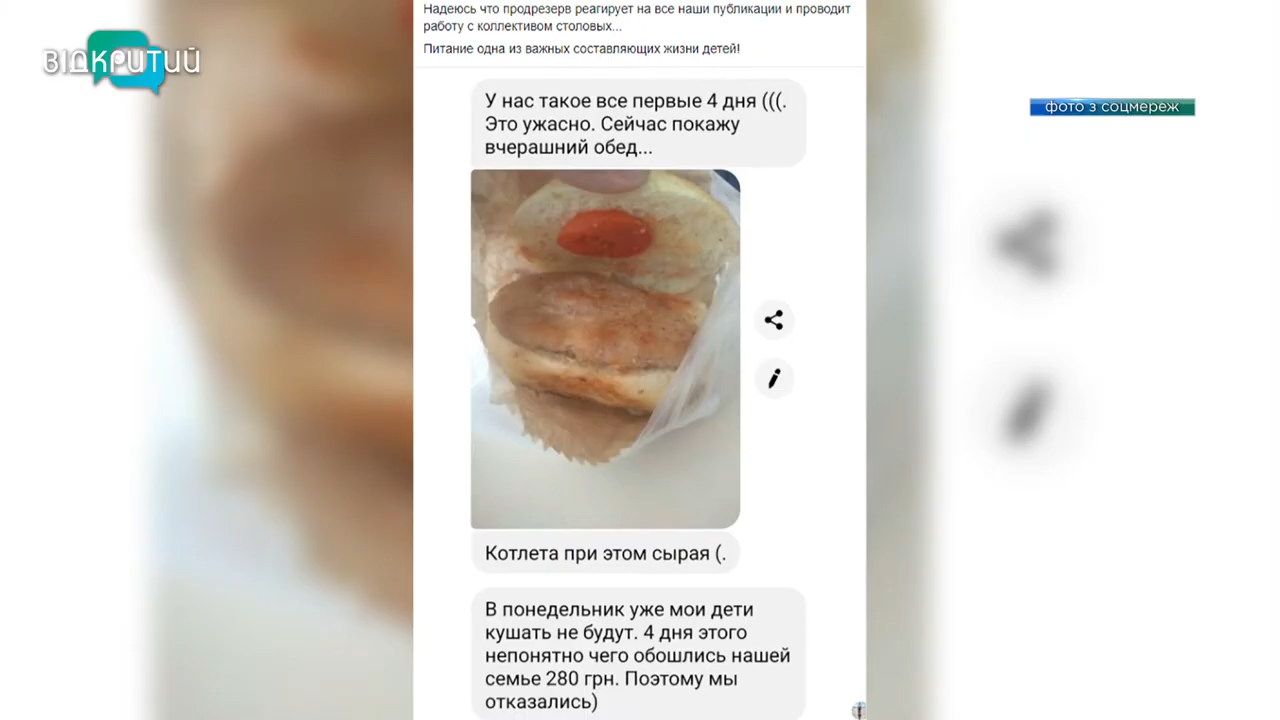 Надеюсь что продрезерв реагирует на все наши публикации и проводит
работу с коллективом столовых...
Питание одна из важных составляющих жизни детей!
ВІДКРИТИЙ
фото з соцмереж
У нас такое все первые 4 дня (((.
Это ужасно. Сейчас покажу
вчерашний обед...
Котлета при этом сырая (.
В понедельник уже мои дети
кушать не будут. 4 дня этого
непонятно чего обошлись нашей
семье 280 грн. Поэтому мы
отказались)